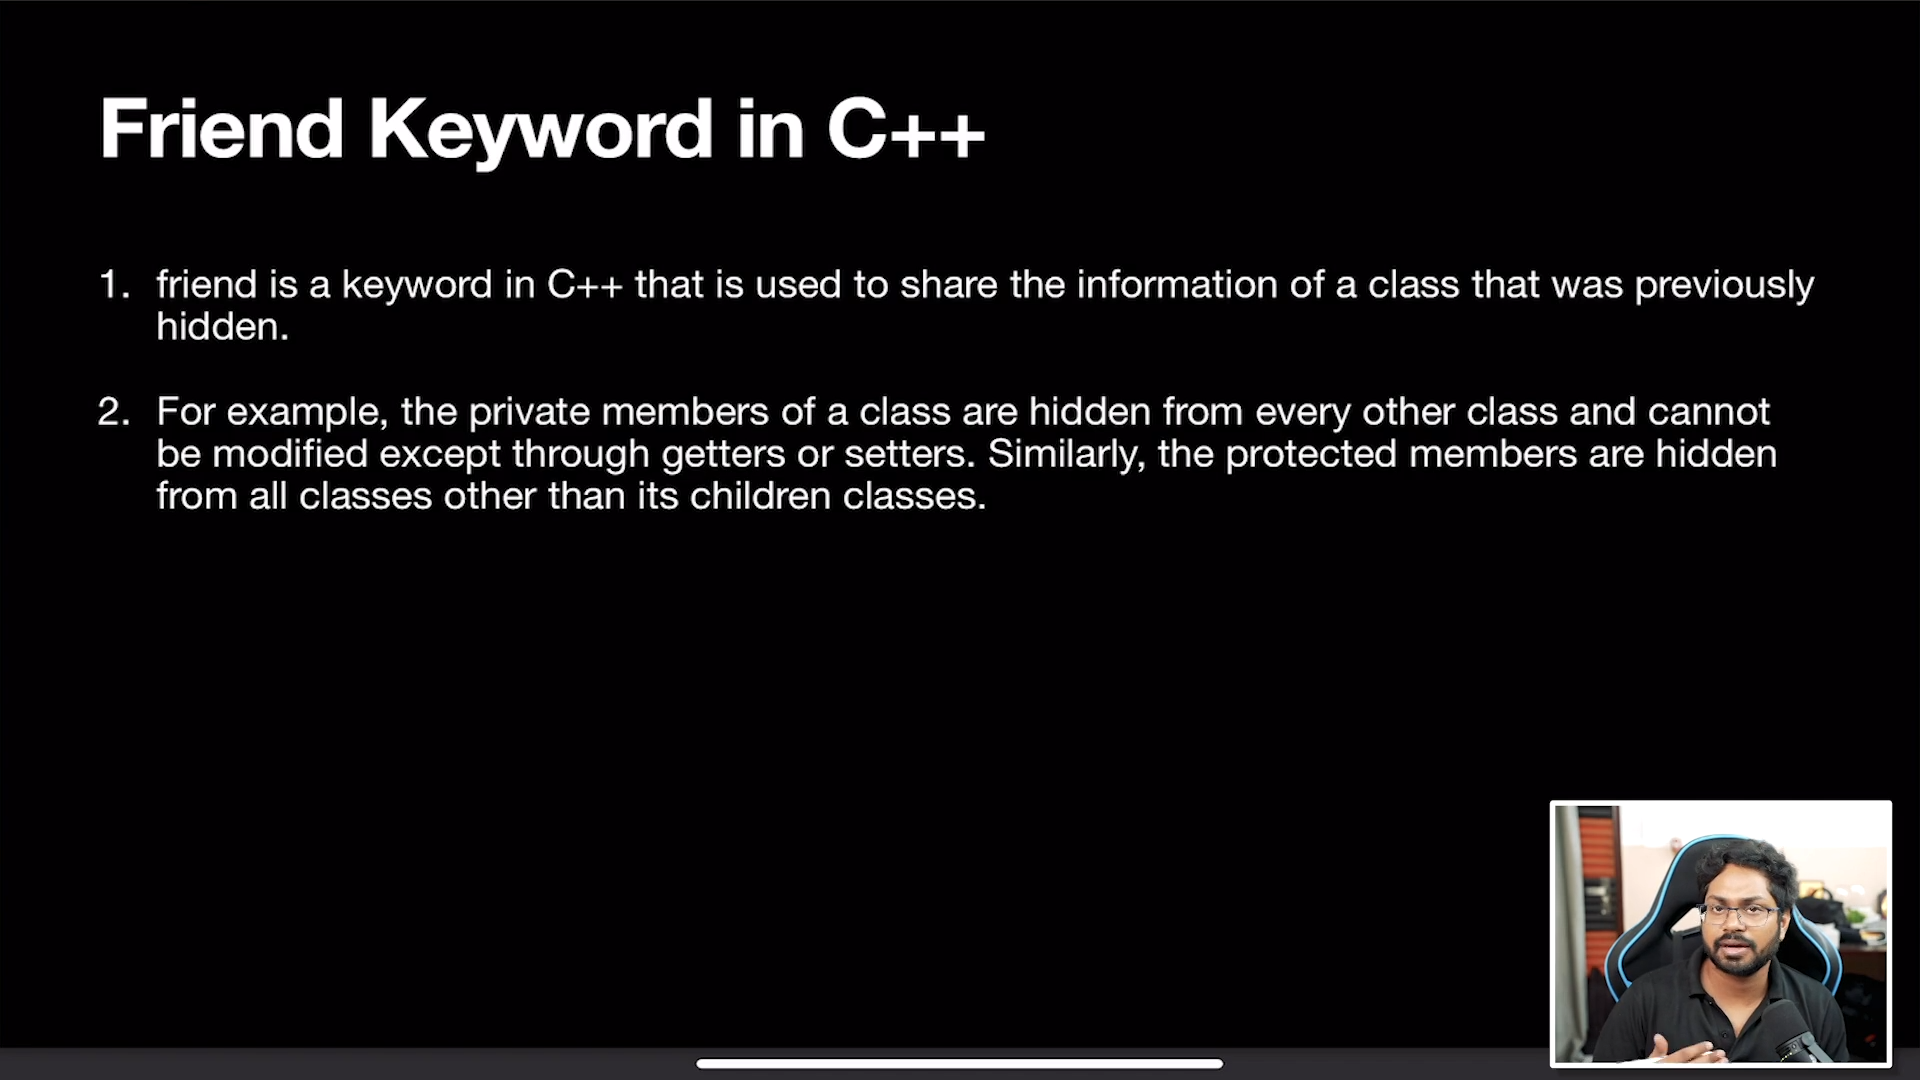 Friend Keyword in C++
1. friend is a keyword in C++ that is used to share the information of a class that was previously
hidden.
2. For example, the private members of a class are hidden from every other class and cannot
be modified except through getters or setters. Similarly, the protected members are hidden
from all classes other than its children classes.